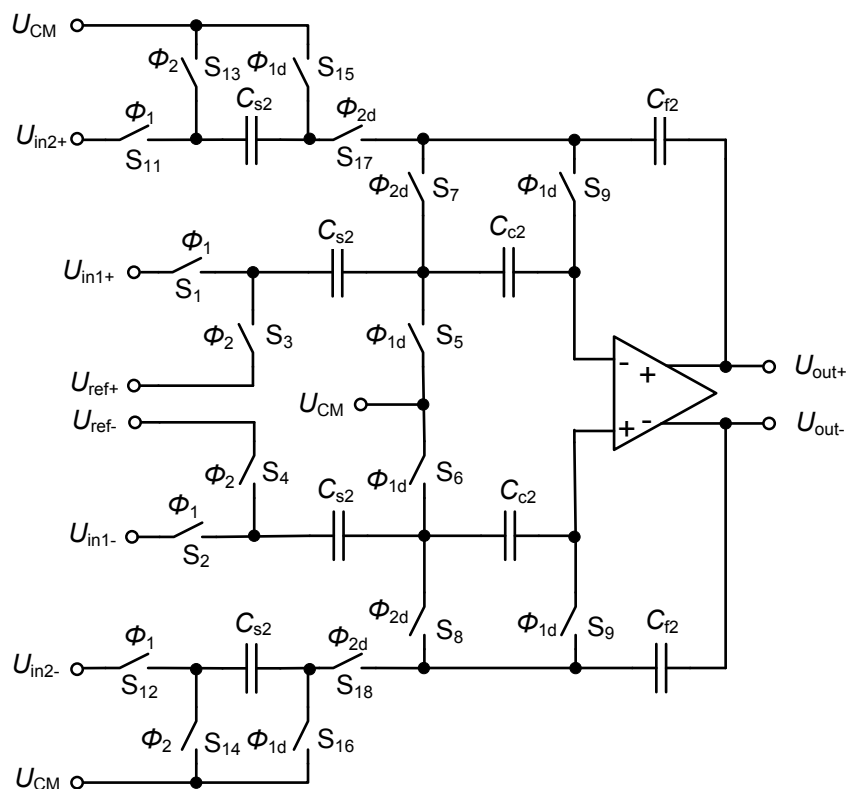 U_CM
Φ_2 S_13 Φ_1d S_15
C_s2 Φ_2d C_f2
Φ_1
U_in2+
S_11 S_17
Φ_2d S_7 Φ_1d S_9
Φ_1 C_s2 C_c2
U_in1+
S_1
Φ_2 S_3 Φ_1d S_5
- +
U_ref+ U_out+
U_CM
U_ref- U_out-
+ -
Φ_2 S_4 Φ_1d S_6
Φ_1 C_s2 C_c2
U_in1-
S_2
Φ_2d S_8 Φ_1d S_9
Φ_1 C_s2 Φ_2d C_f2
U_in2-
S_12 S_18
Φ_2 S_14 Φ_1d S_16
U_CM